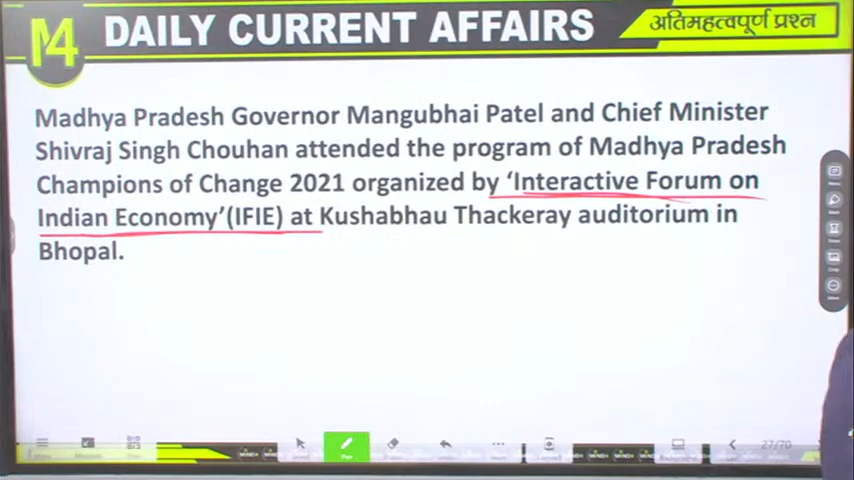 M4
DAILY CURRENT AFFAIRS
अतिमहत्वपूर्ण प्रश्न
Madhya Pradesh Governor Mangubhai Patel and Chief Minister
Shivraj Singh Chouhan attended the program of Madhya Pradesh
Champions of Change 2021 organized by ‘Interactive Forum on
Indian Economy’(IFIE) at Kushabhau Thackeray auditorium in
Bhopal.
27/70